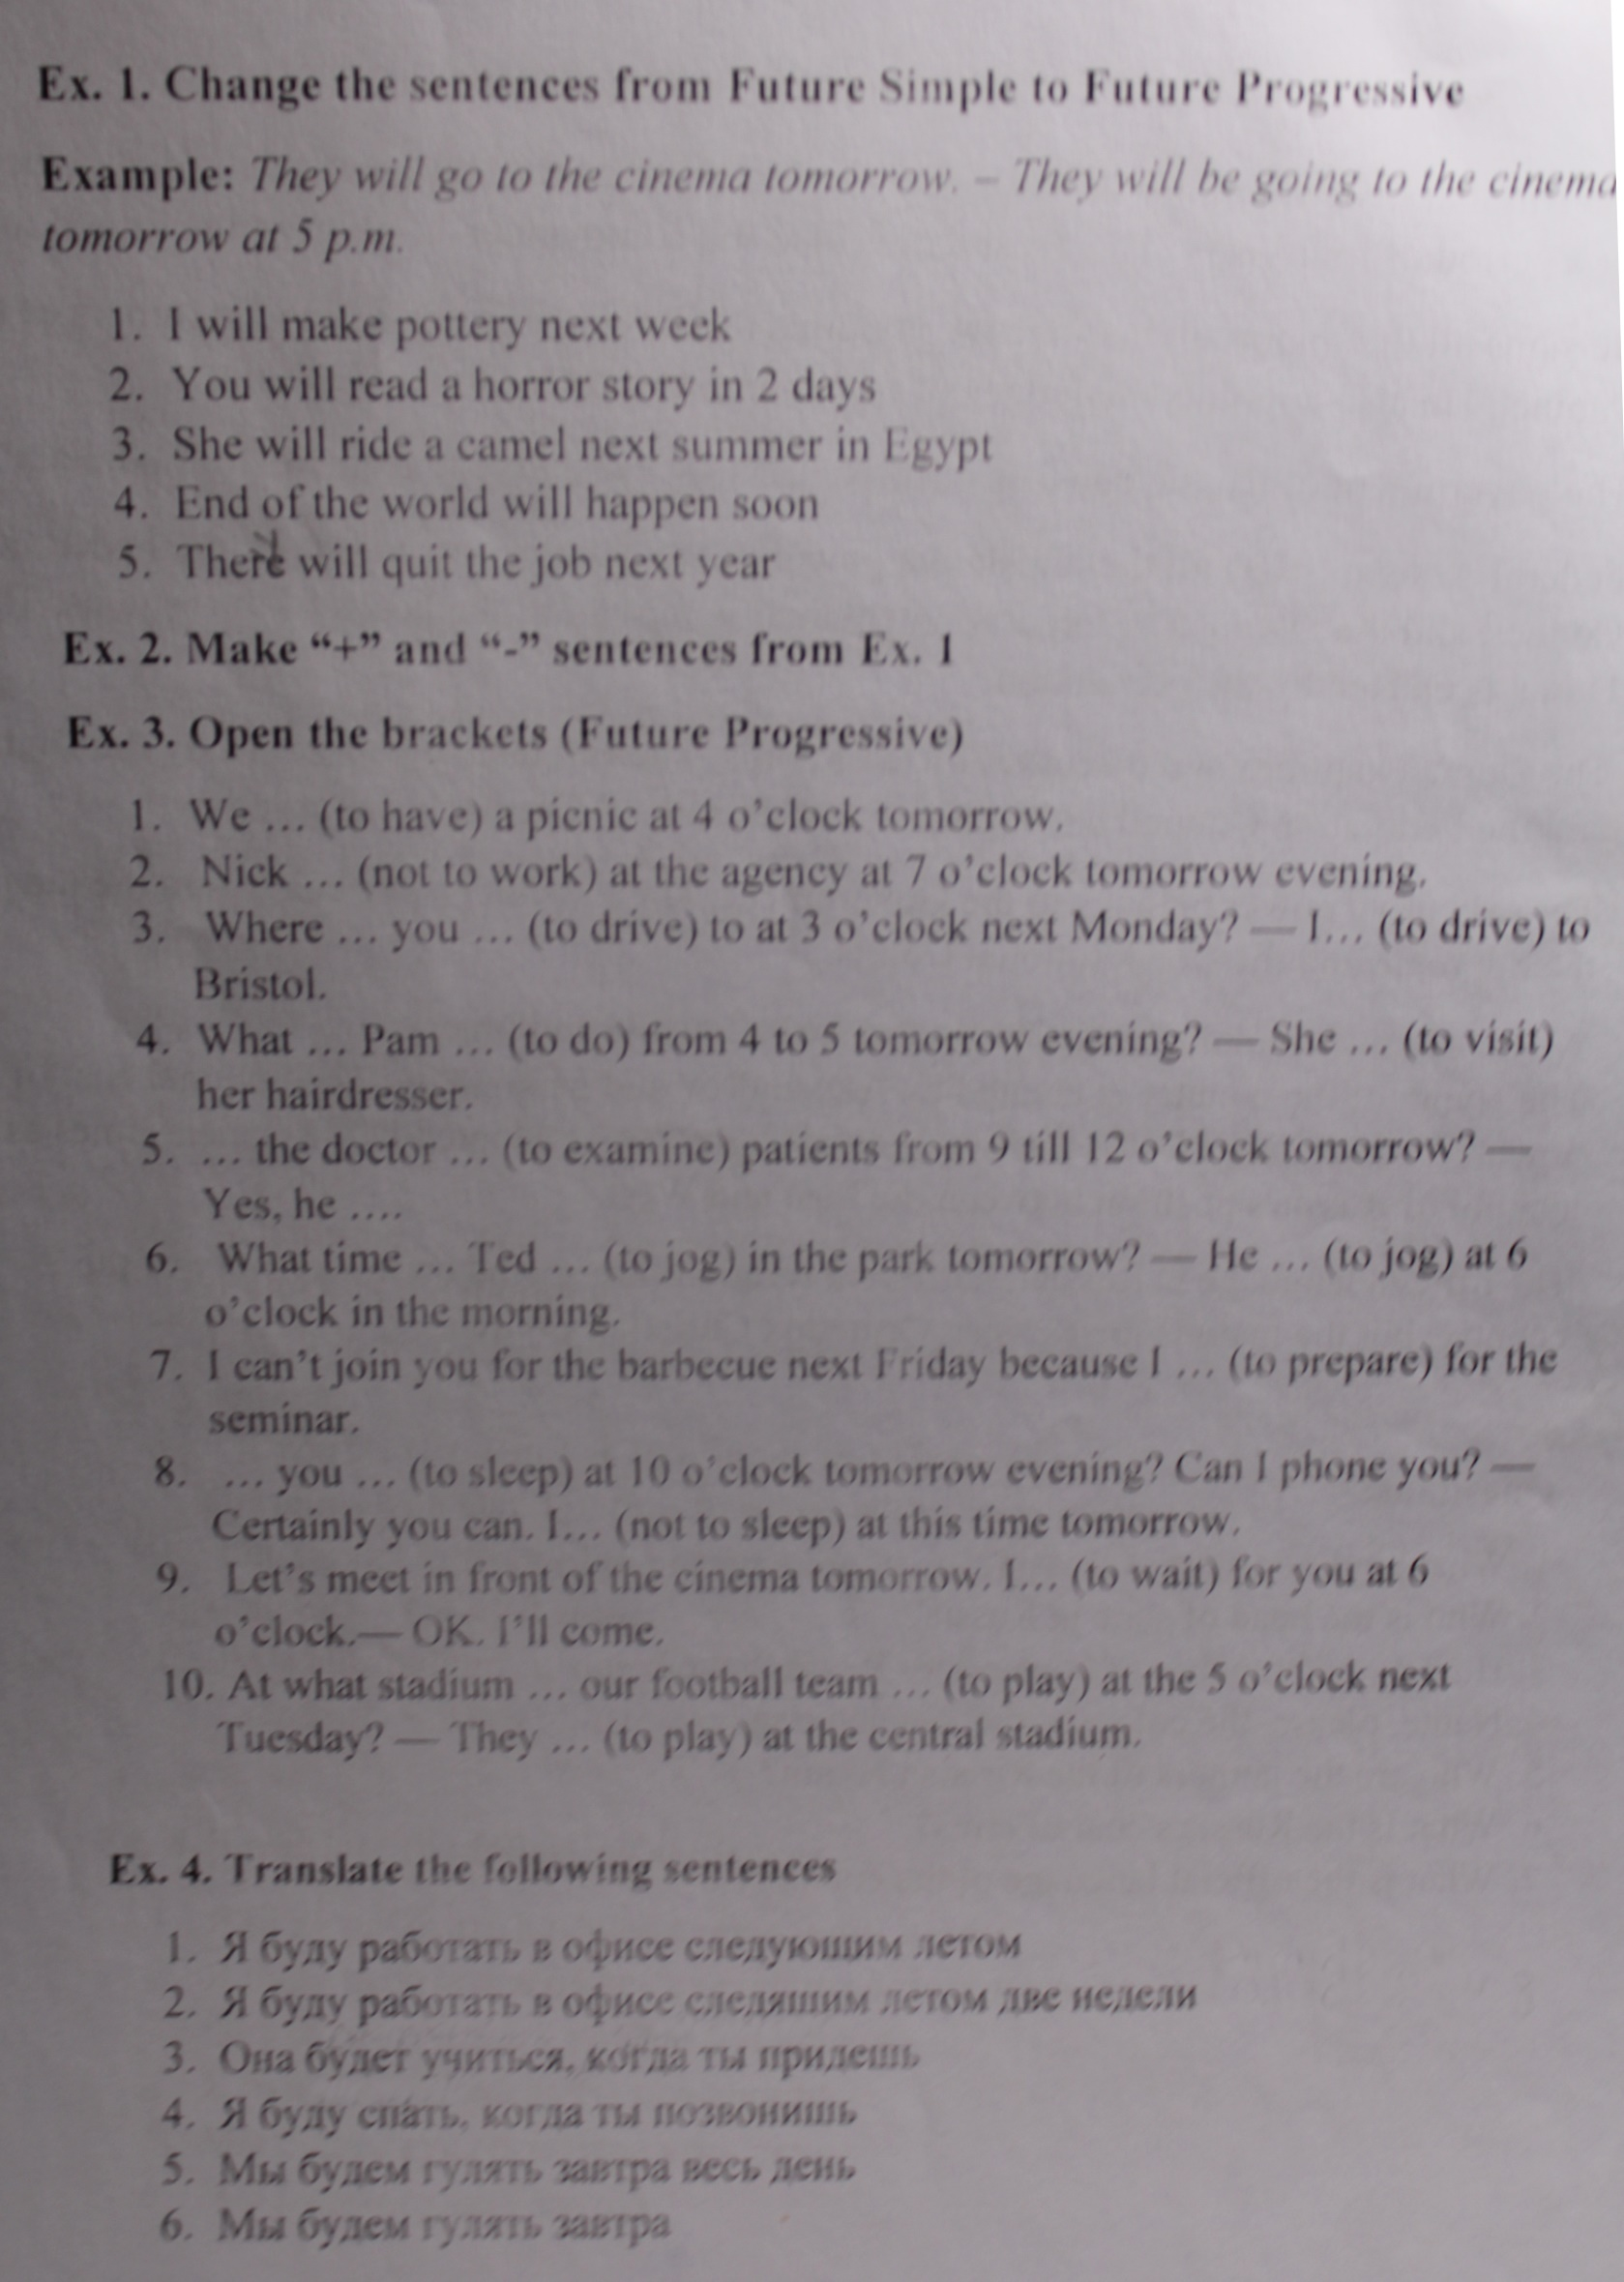 Ex. 1. Change the sentences from Future Simple to Future Progressive
Example: They will go to the cinema tomorrow. – They will be going to the cinema
tomorrow at 5 p.m.
1. I will make pottery next week
2. You will read a horror story in 2 days
3. She will ride a camel next summer in Egypt
4. End of the world will happen soon
5. They will quit the job next year
Ex. 2. Make “+” and “-” sentences from Ex. 1
Ex. 3. Open the brackets (Future Progressive)
1. We … (to have) a picnic at 4 o’clock tomorrow.
2. Nick … (not to work) at the agency at 7 o’clock tomorrow evening.
3. Where … you … (to drive) to at 3 o’clock next Monday? — I… (to drive) to
Bristol.
4. What … Pam … (to do) from 4 to 5 tomorrow evening? — She … (to visit)
her hairdresser.
5. … the doctor … (to examine) patients from 9 till 12 o’clock tomorrow? —
Yes, he ….
6. What time … Ted … (to jog) in the park tomorrow? — He … (to jog) at 6
o’clock in the morning.
7. I can’t join you for the barbecue next Friday because I … (to prepare) for the
seminar.
8. … you … (to sleep) at 10 o’clock tomorrow evening? Can I phone you? —
Certainly you can. I… (not to sleep) at this time tomorrow.
9. Let’s meet in front of the cinema tomorrow. I… (to wait) for you at 6
o’clock.— OK. I’ll come.
10. At what stadium … our football team … (to play) at the 5 o’clock next
Tuesday? — They … (to play) at the central stadium.
Ex. 4. Translate the following sentences
1. Я буду работать в офисе следующим летом
2. Я буду работать в офисе следящим летом две недели
3. Она будет учиться, когда ты придешь
4. Я буду спать, когда ты позвонишь
5. Мы будем гулять завтра весь день
6. Мы будем гулять завтра